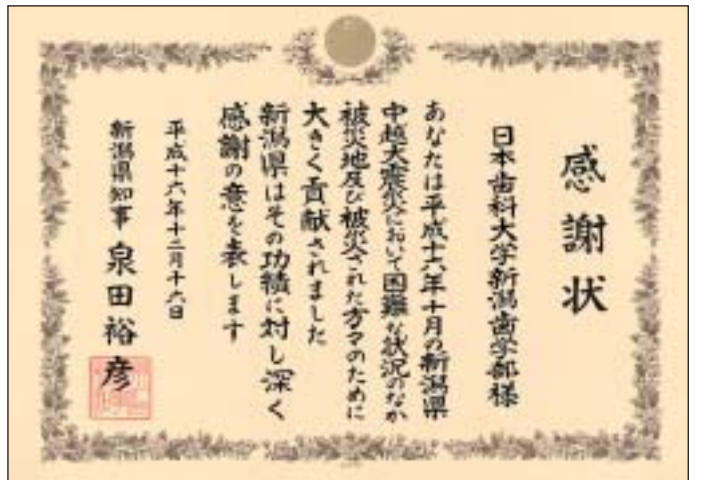 感謝状
日本歯科大学新潟歯学部様
あなたは平成十六年十月の新潟県
中越大震災において困難な状況のなか
被災地及び被災された方々のために
大きく貢献されました
新潟県はその功績に対し深く
感謝の意を表します
平成十六年十二月十六日
新潟県知事 泉田裕彦